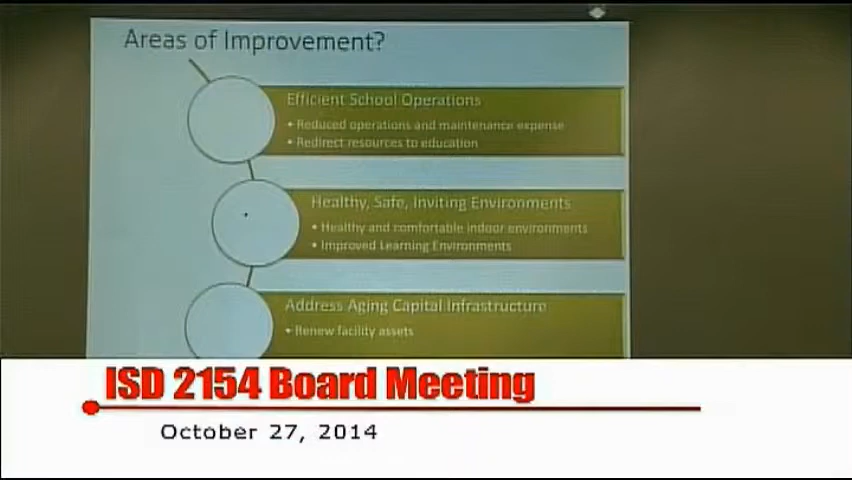 Areas of Improvement?
Efficient School Operations
• Reduced operations and maintenance expense
• Redirect resources to education
Healthy, Safe, Inviting Environments
• Healthy and comfortable indoor environments
• Improved Learning Environments
Address Aging Capital Infrastructure
• Renew facility assets
ISD 2154 Board Meeting
October 27, 2014